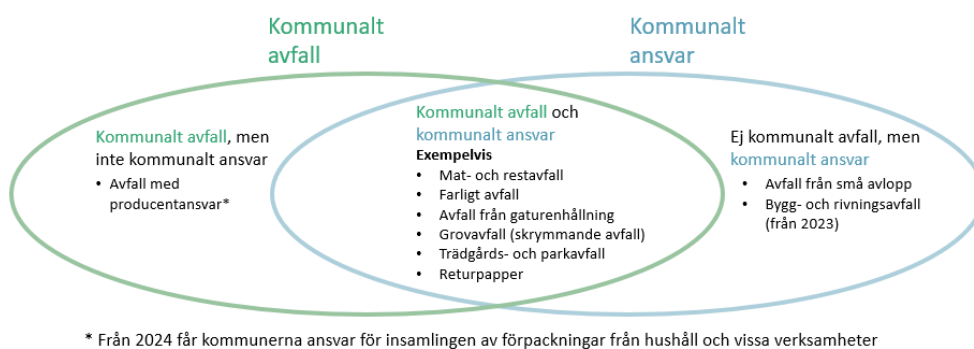 Kommunalt
avfall
Kommunalt
ansvar
Kommunalt avfall, men
inte kommunalt ansvar
• Avfall med
producentansvar*
Kommunalt avfall och
kommunalt ansvar
Exempelvis
• Mat- och restavfall
• Farligt avfall
• Avfall från gaturenhållning
• Grovavfall (skrymmande avfall)
• Trädgårds- och parkavfall
• Returpapper
Ej kommunalt avfall, men
kommunalt ansvar
• Avfall från små avlopp
• Bygg- och rivningsavfall
(från 2023)
* Från 2024 får kommunerna ansvar för insamlingen av förpackningar från hushåll och vissa verksamheter